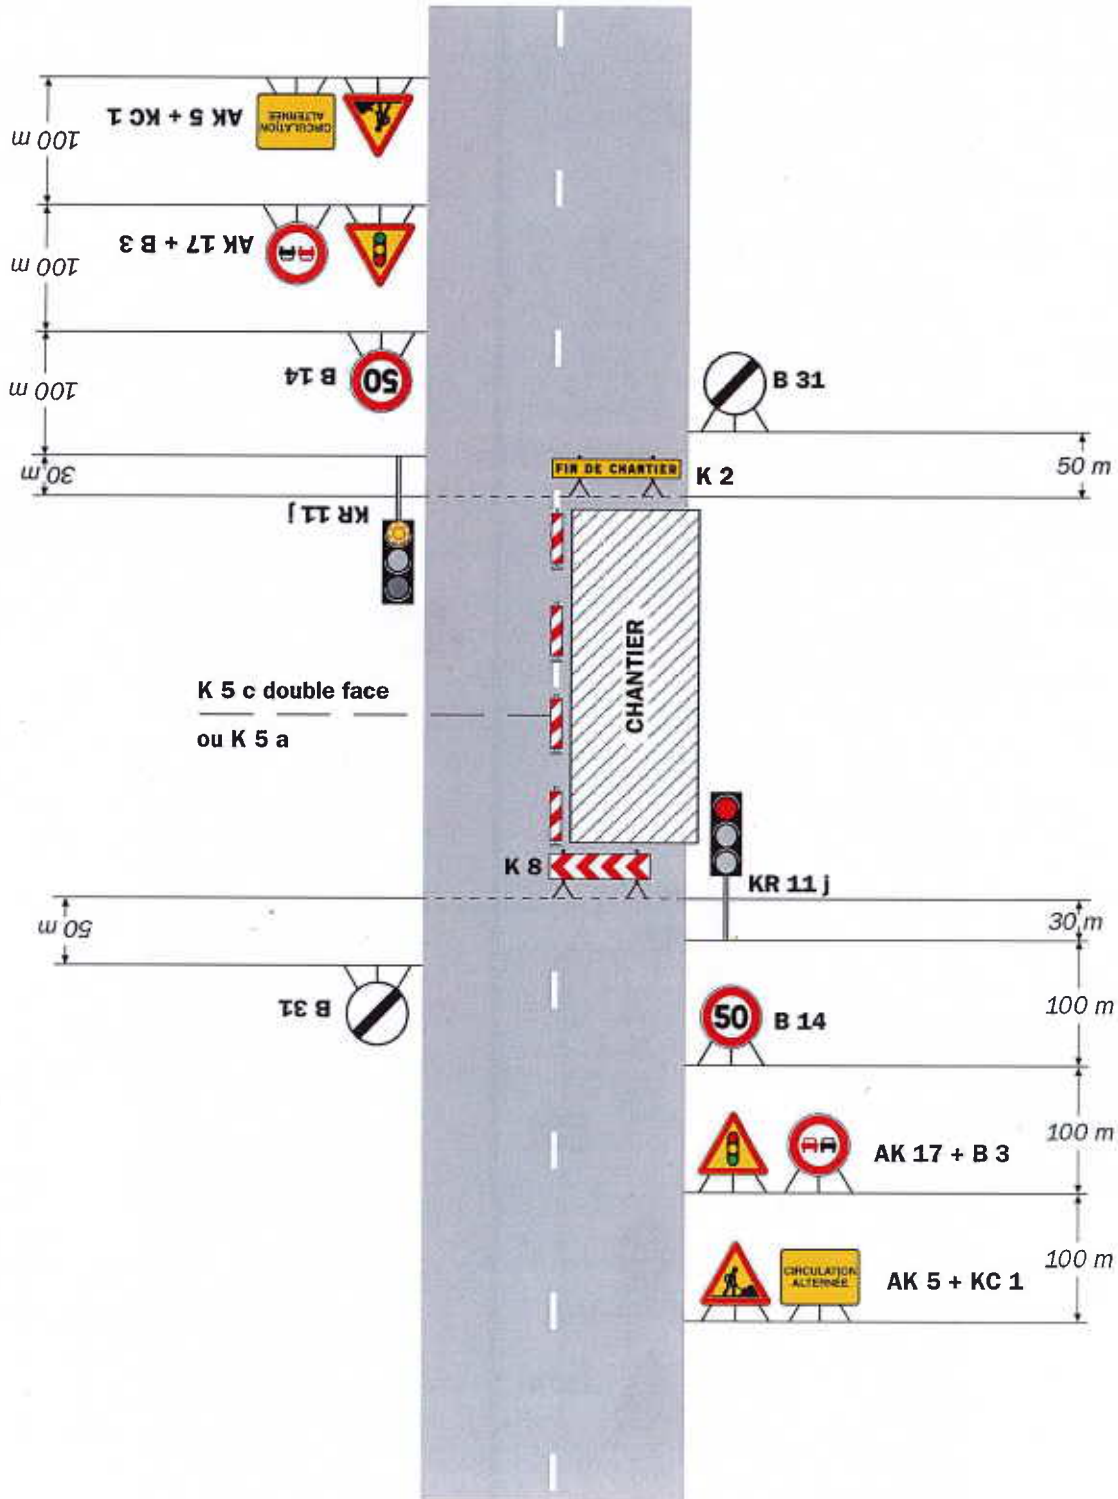 100 m
CIRCULATION
ALTERNÉE
AK 5 + KC 1
100 m
AK 17 + B 3
100 m
50
B 14
30 m
KR 11 j
B 31
50 m
FIN DE CHANTIER
K 2
CHANTIER
K 5 c double face
ou K 5 a
K 8
KR 11 j
50 m
B 31
30 m
50
B 14
100 m
AK 17 + B 3
100 m
CIRCULATION
ALTERNÉE
AK 5 + KC 1
100 m